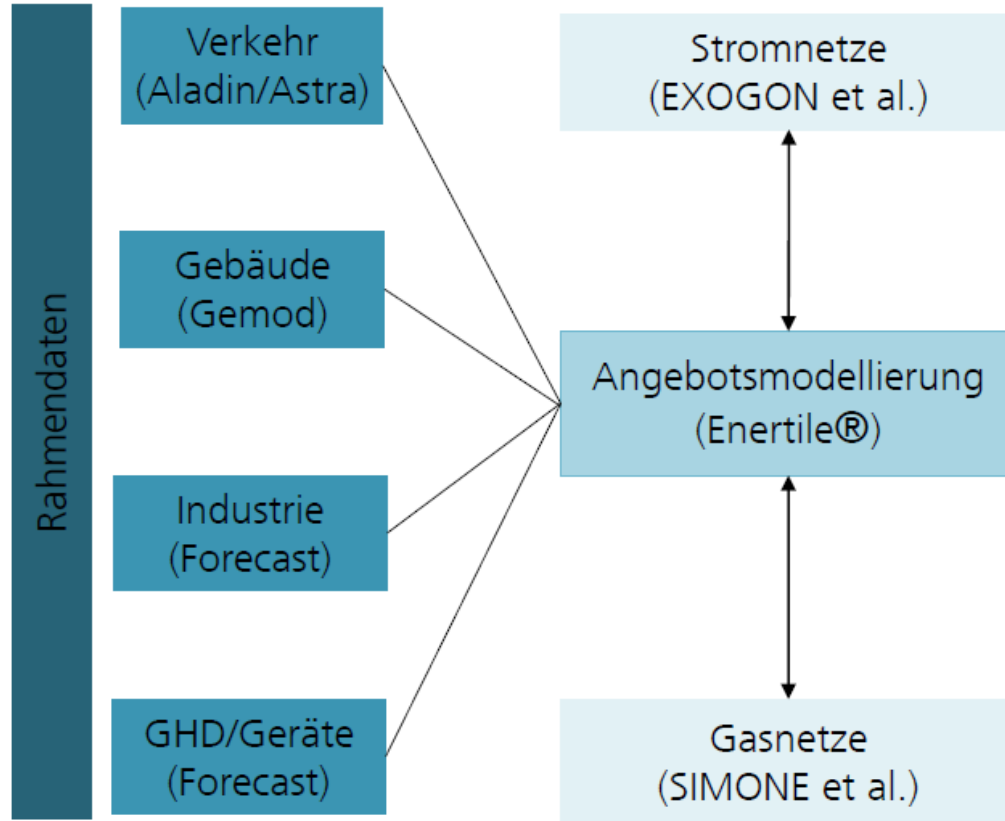 Rahmendaten
Verkehr
(Aladin/Astra)
Gebäude
(Gemod)
Industrie
(Forecast)
GHD/Geräte
(Forecast)
Stromnetze
(EXOGON et al.)
Angebotsmodellierung
(Enertile®)
Gasnetze
(SIMONE et al.)